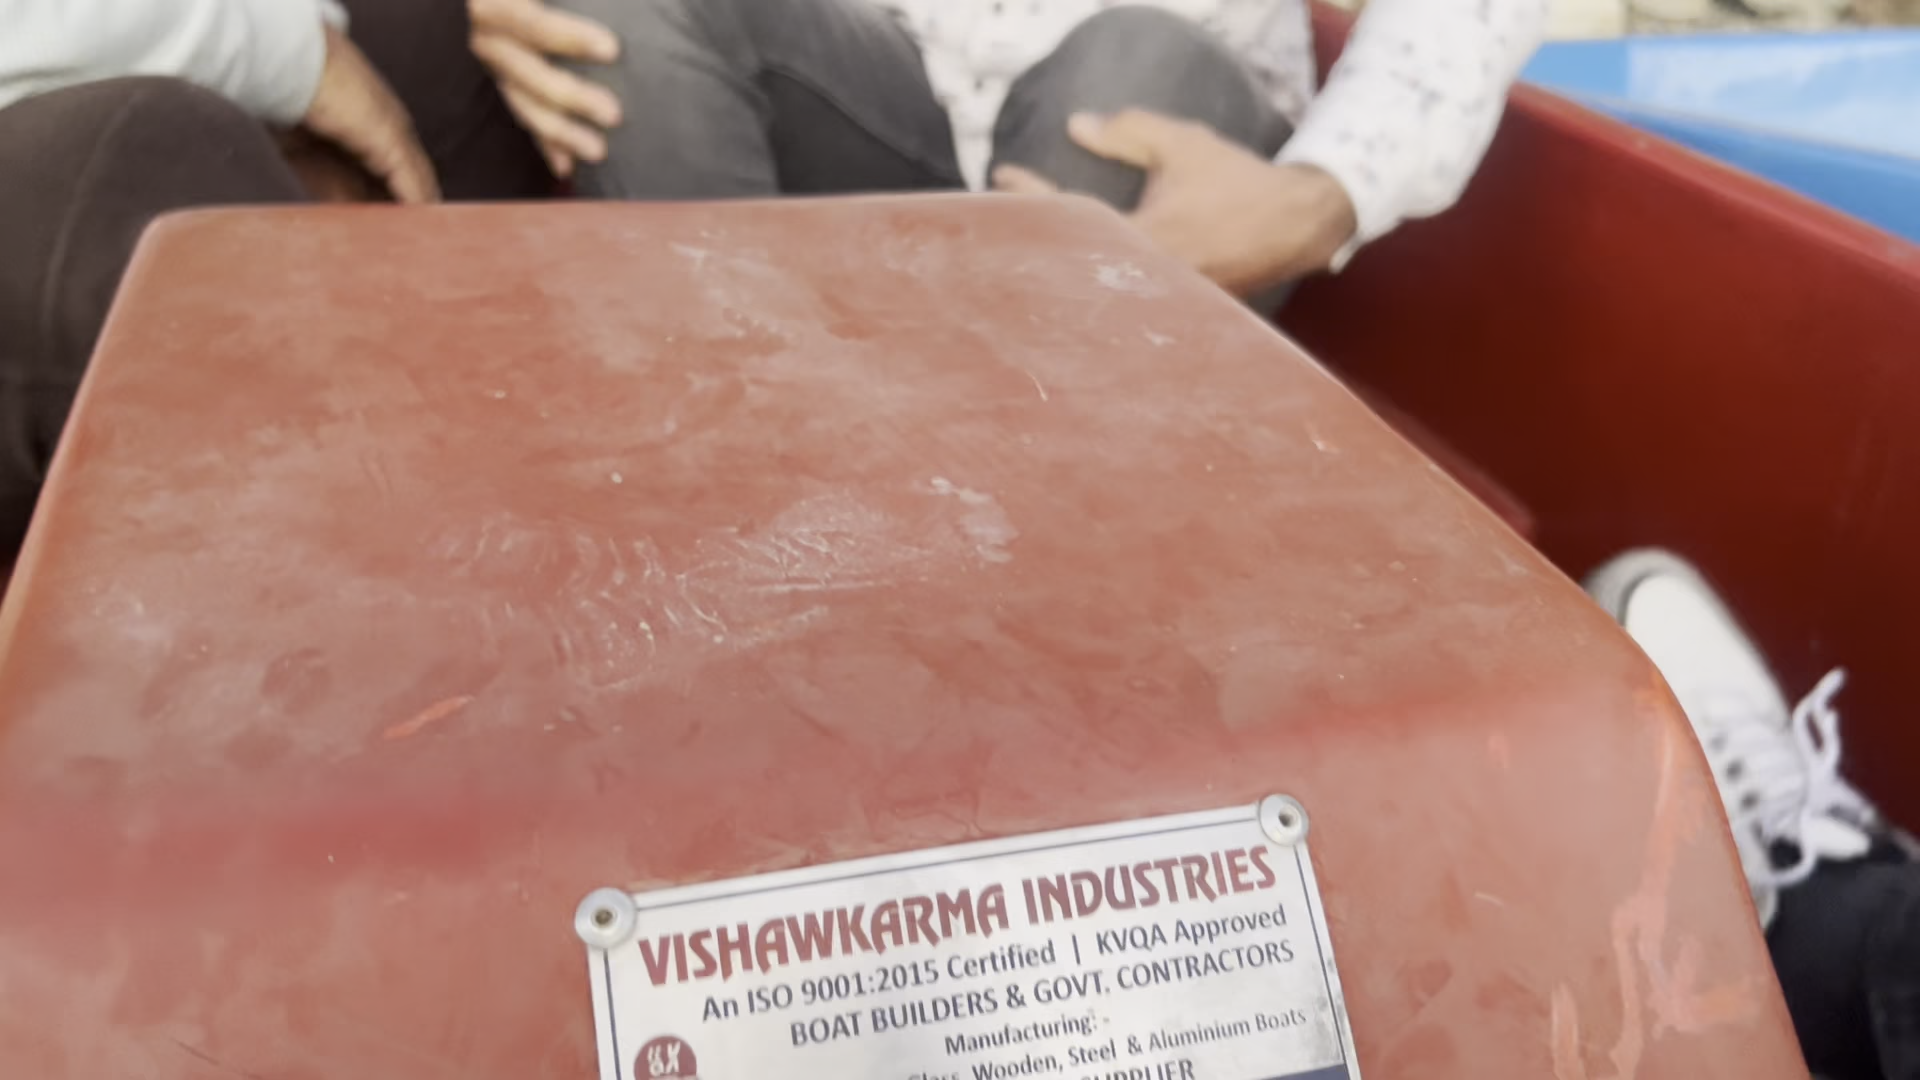 VISHAWKARMA INDUSTRIES
An ISO 9001:2015 Certified | KVQA Approved
BOAT BUILDERS & GOVT. CONTRACTORS
Manufacturing: -
Wooden, Steel & Aluminium Boats